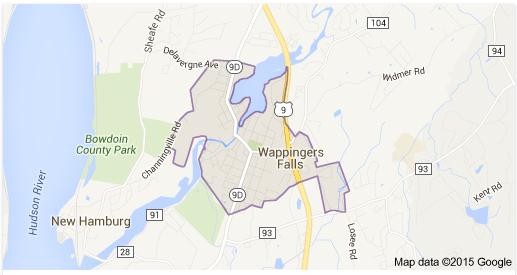 104
Sheafe Rd
Delavergne Ave
9D
94
Widmer Rd
9
Channingville Rd
Bowdoin
County Park
Wappingers
Falls
93
Hudson River
9D
Kent Rd
New Hamburg
91
93
Losee Rd
28
Map data ©2015 Google